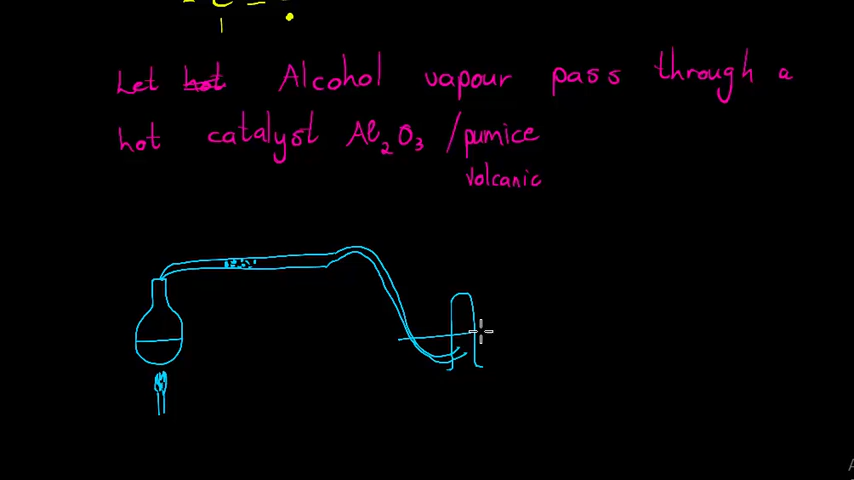 Let hot Alcohol vapour pass through a
hot catalyst Al₂O₃ / pumice
volcanic